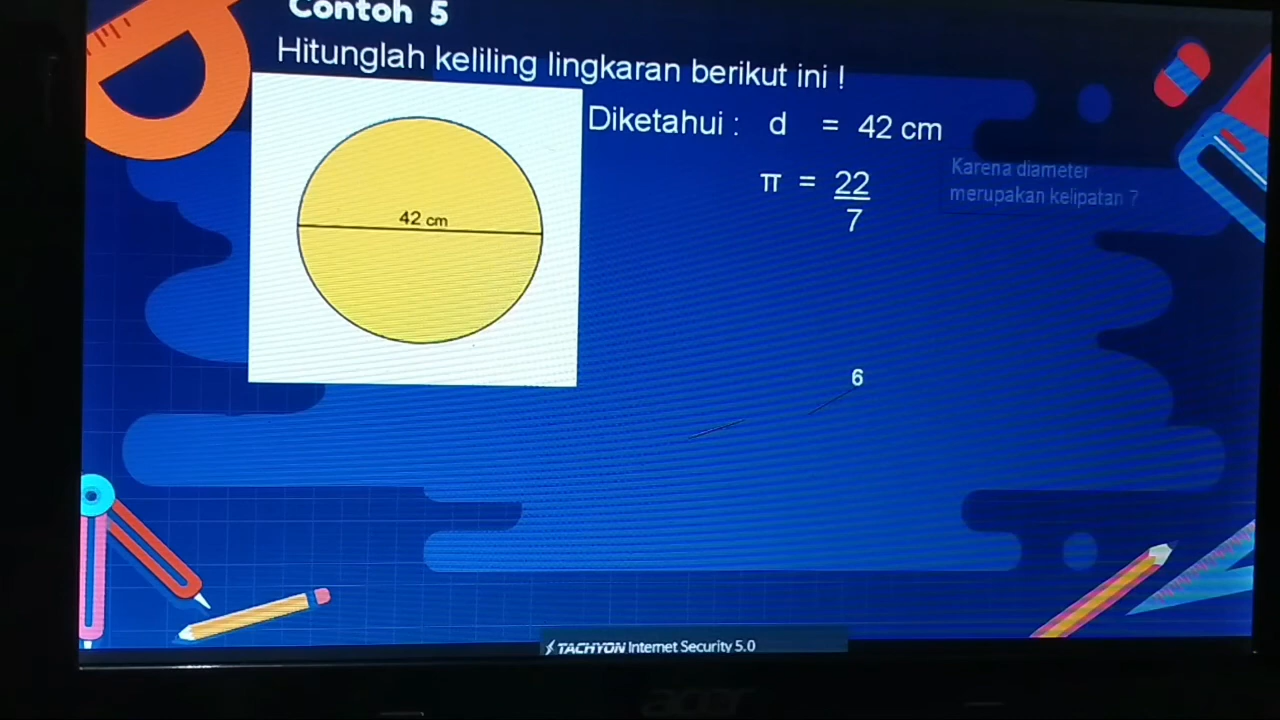 Contoh 5
Hitunglah keliling lingkaran berikut ini !
Diketahui : d = 42 cm
π = 22
7
Karena diameter
merupakan kelipatan 7
42 cm
6
TACHYON Internet Security 5.0
acer